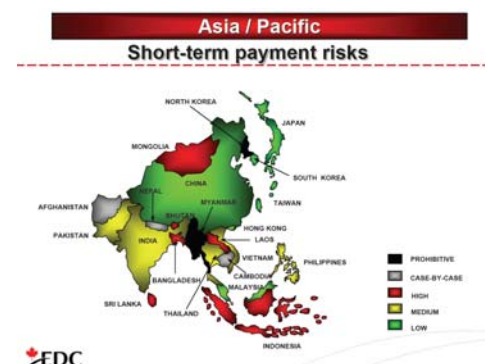 Asia / Pacific
Short-term payment risks
NORTH KOREA
JAPAN
MONGOLIA
SOUTH KOREA
CHINA
NEPAL
MYANMAR
TAIWAN
AFGHANISTAN
BHUTAN
HONG KONG
PAKISTAN
INDIA
LAOS
VIETNAM
PHILIPPINES
CAMBODIA
BANGLADESH
MALAYSIA
SRI LANKA
THAILAND
INDONESIA
PROHIBITIVE
CASE-BY-CASE
HIGH
MEDIUM
LOW
EDC